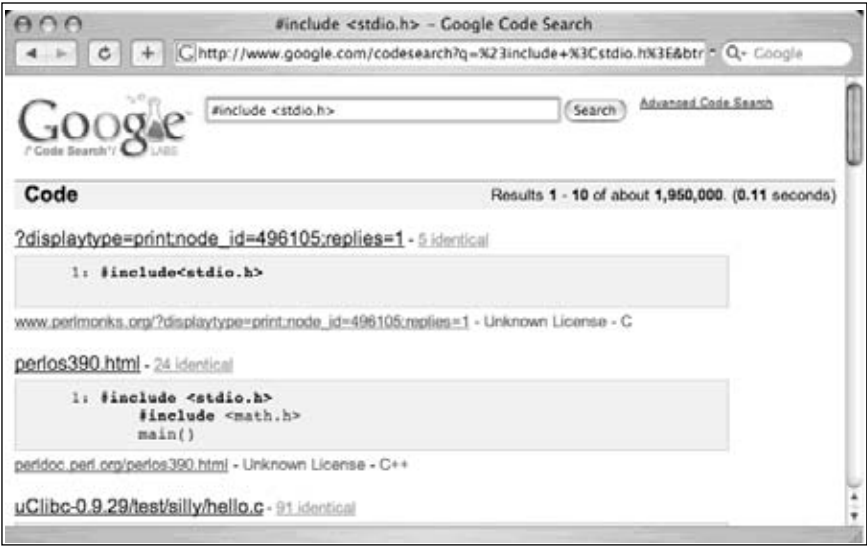 #include <stdio.h> – Google Code Search
http://www.google.com/codesearch?q=%23include+%3Cstdio.h%3E&btr
Q- Google
Google
/* Code Search */ LABS
#include <stdio.h>
Search
Advanced Code Search
Code
Results 1 - 10 of about 1,950,000. (0.11 seconds)
?displaytype=print;node_id=496105;replies=1 - 5 identical
1: #include<stdio.h>
www.perlmonks.org/?displaytype=print;node_id=496105;replies=1 - Unknown License - C
perlos390.html - 24 identical
1: #include <stdio.h>
#include <math.h>
main()
perldoc.perl.org/perlos390.html - Unknown License - C++
uClibc-0.9.29/test/silly/hello.c - 91 identical